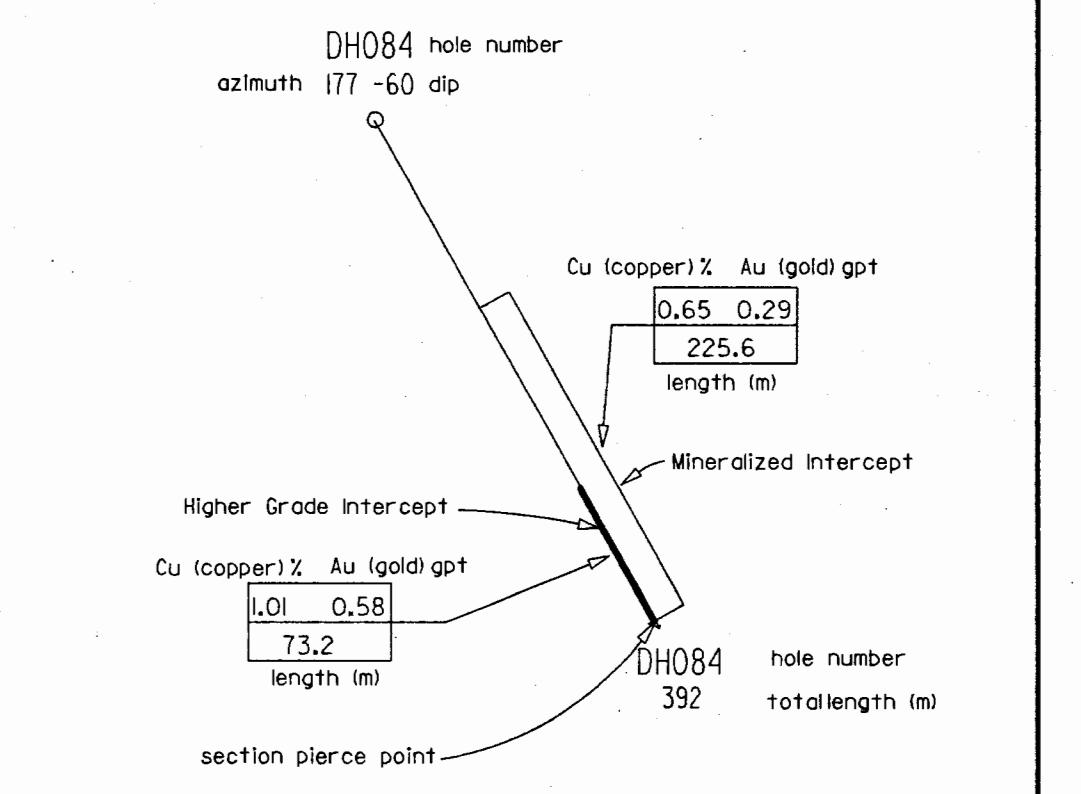 DH084 hole number
azimuth 177 -60 dip
Cu (copper) % Au (gold) gpt
0.65 0.29
225.6
length (m)
Mineralized Intercept
Higher Grade Intercept
Cu (copper) % Au (gold) gpt
1.01 0.58
73.2
length (m)
DH084 hole number
392 total length (m)
section pierce point